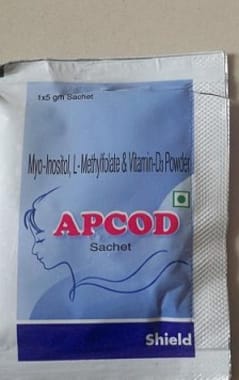 1x5 gm Sachet
Myo-Inositol, L-Methylfolate & Vitamin-D3 Powder
APCOD
Sachet
Shield